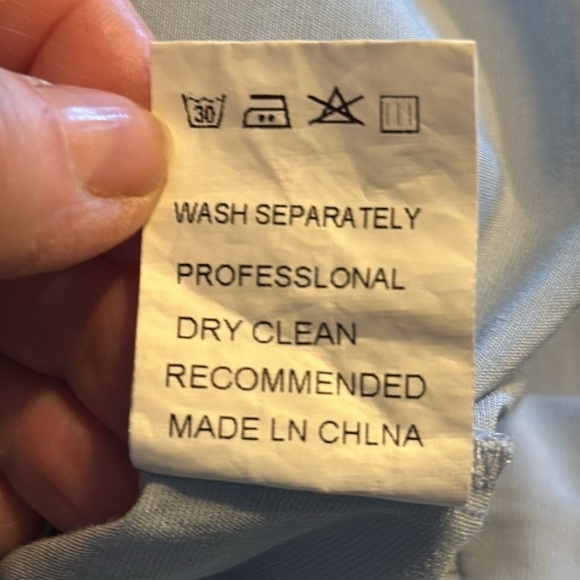 30
WASH SEPARATELY
PROFESSLONAL
DRY CLEAN
RECOMMENDED
MADE LN CHLNA